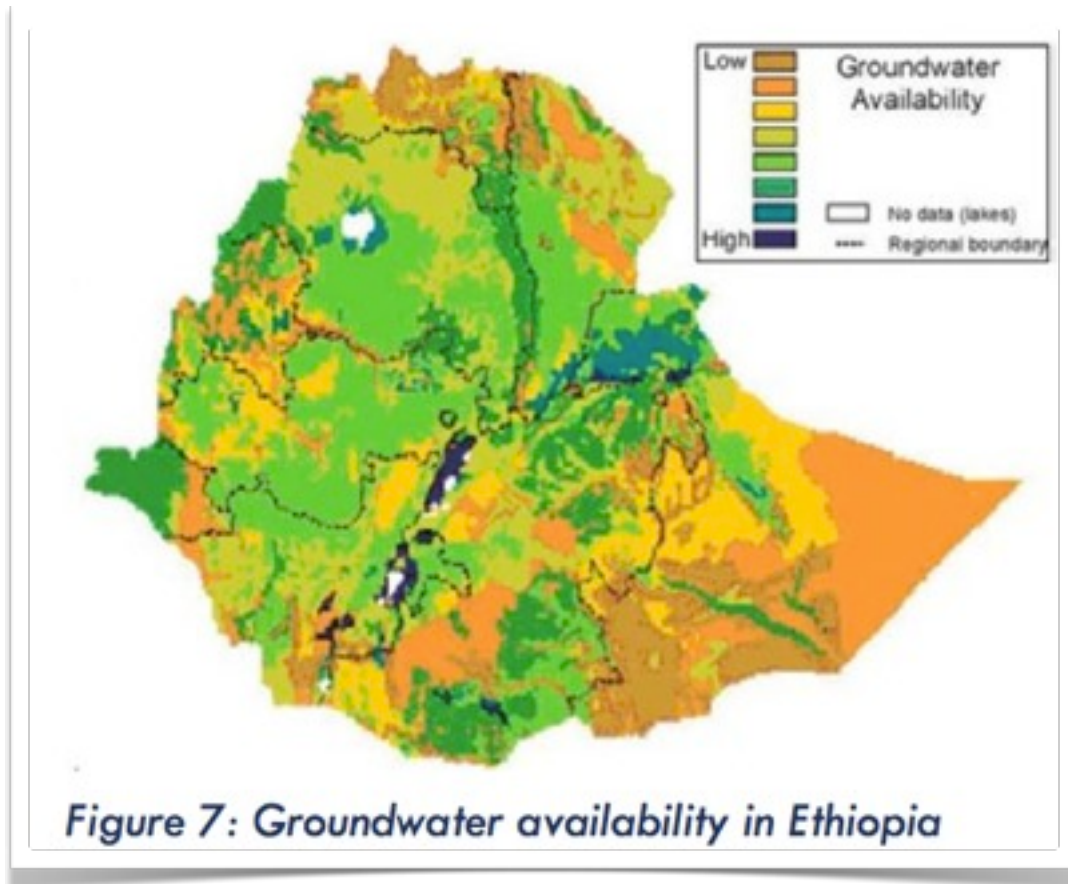 Low
Groundwater
Availability
No data (lakes)
High
Regional boundary
Figure 7: Groundwater availability in Ethiopia